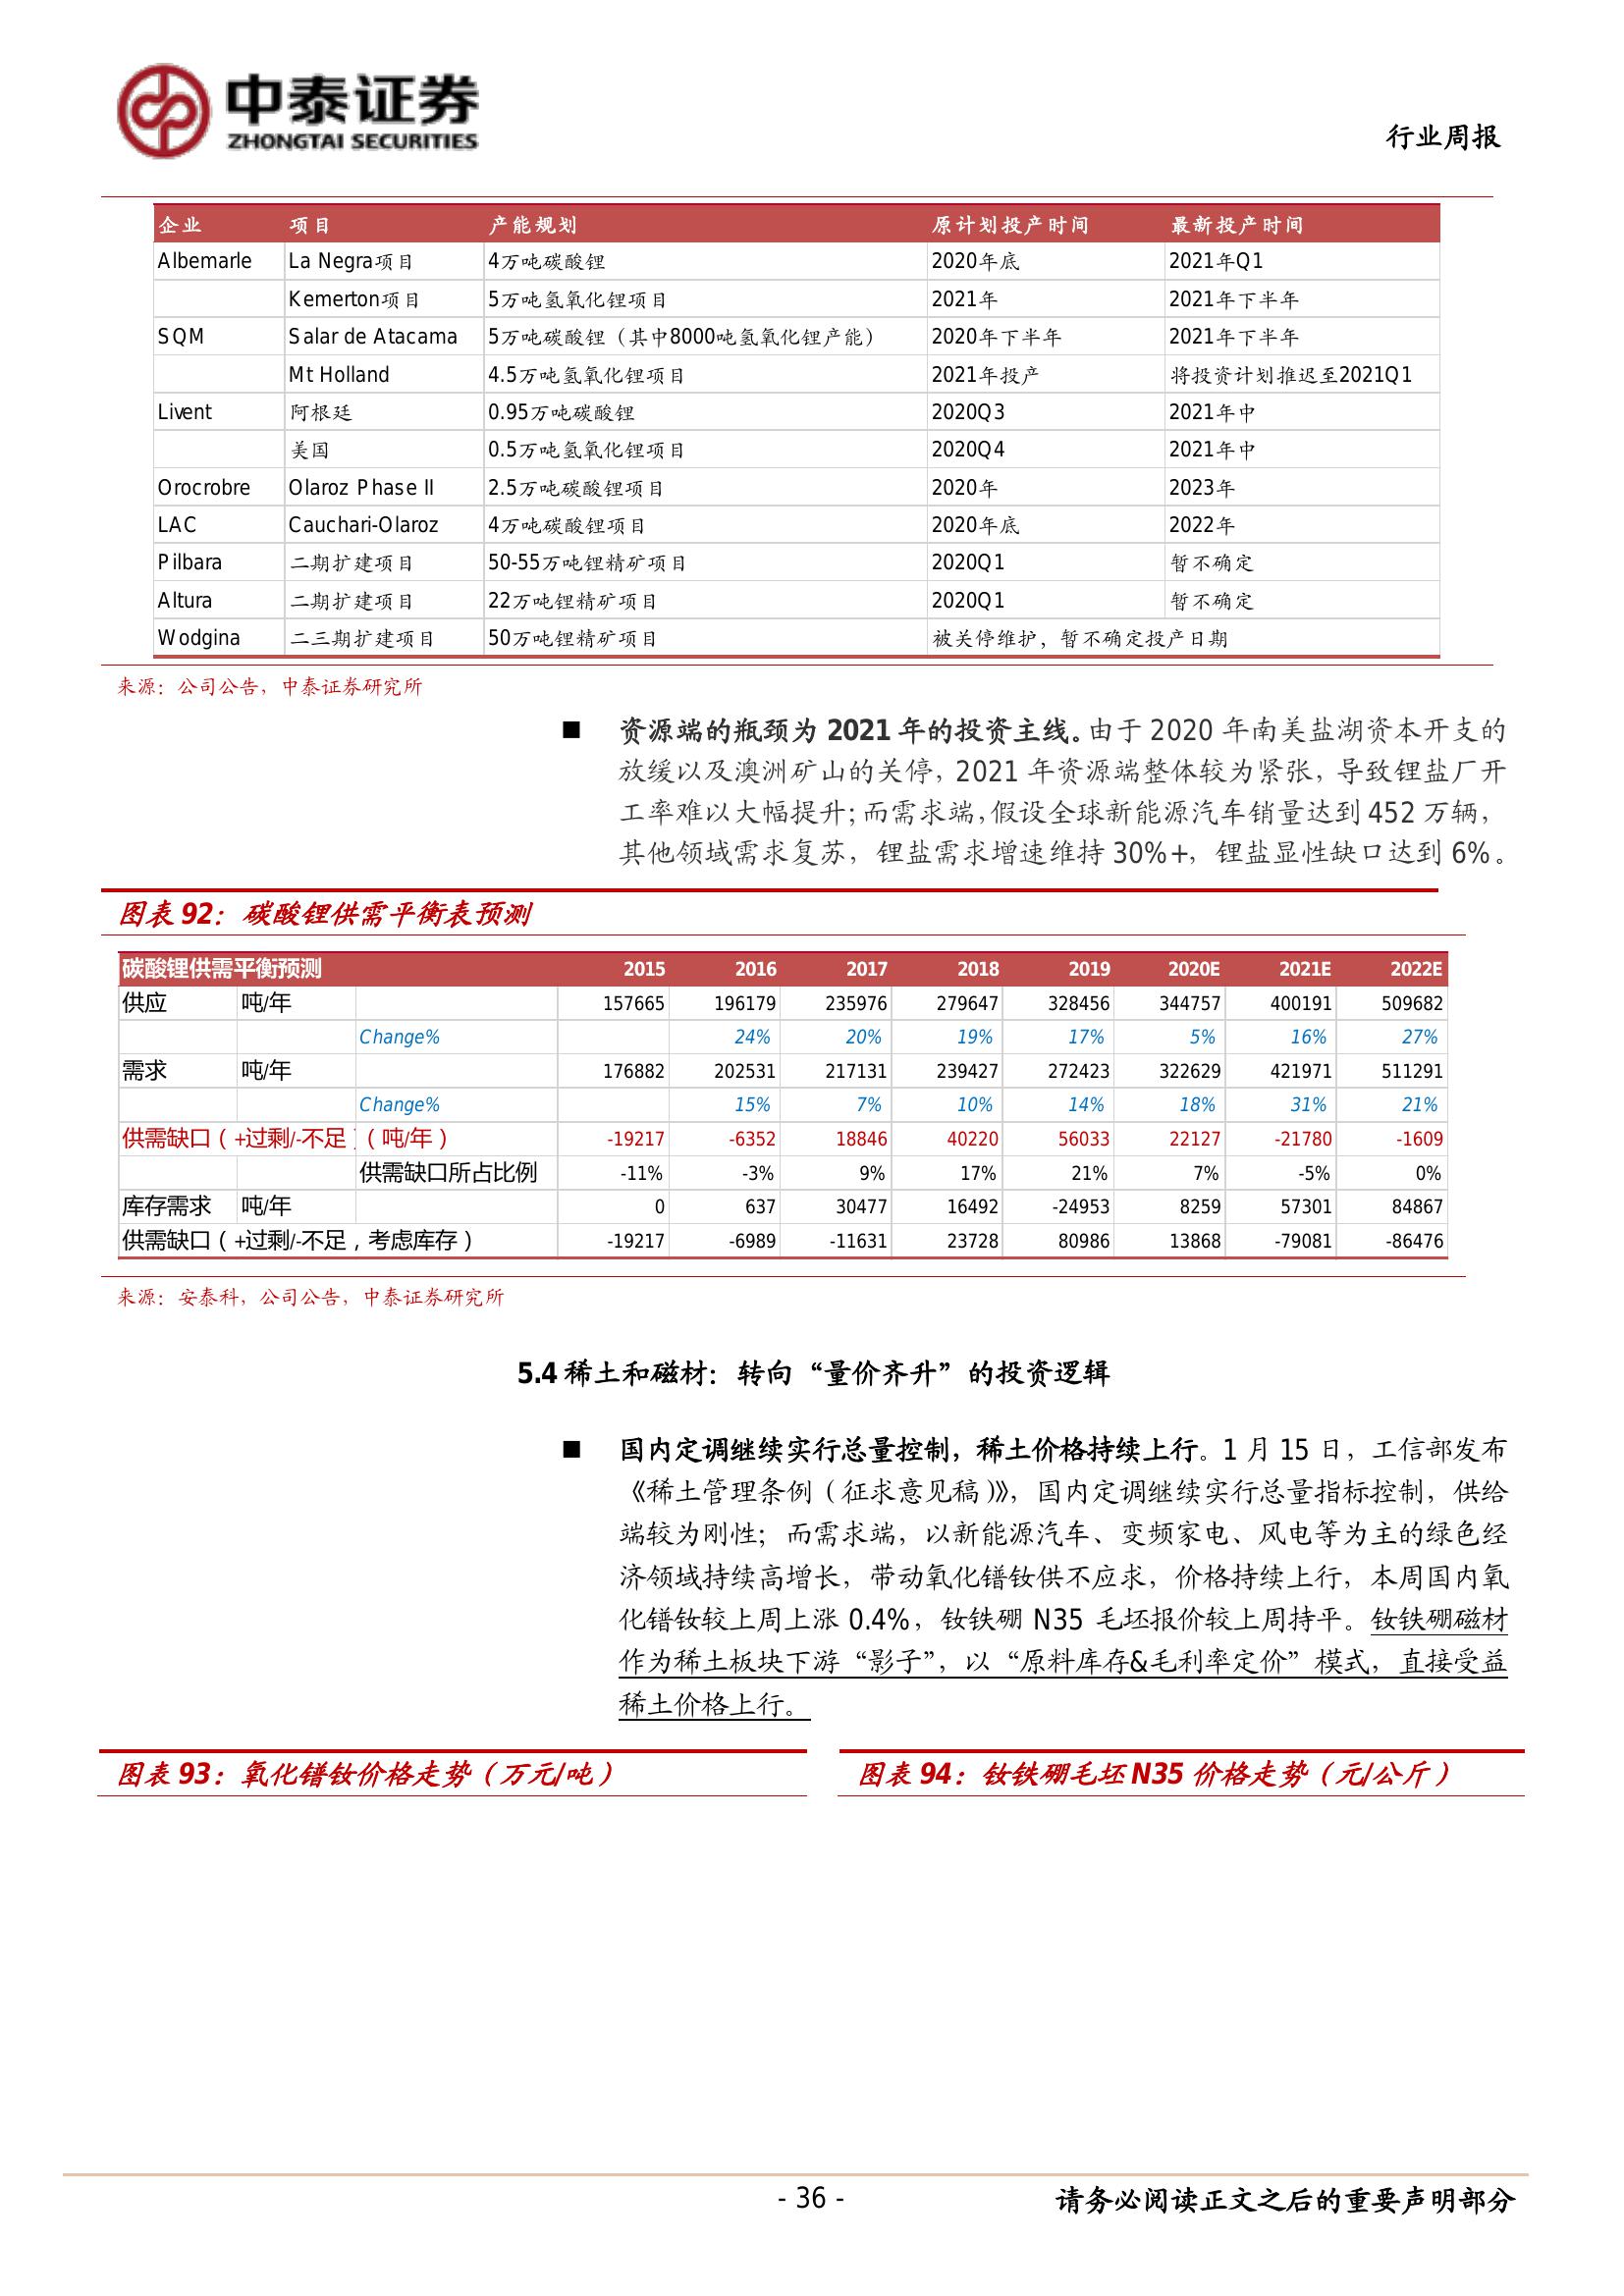 中泰证券
ZHONGTAI SECURITIES
行业周报
企业 项目 产能规划 原计划投产时间 最新投产时间
Albemarle La Negra项目 4万吨碳酸锂 2020年底 2021年Q1
Kemerton项目 5万吨氢氧化锂项目 2021年 2021年下半年
SQM Salar de Atacama 5万吨碳酸锂（其中8000吨氢氧化锂产能） 2020年下半年 2021年下半年
Mt Holland 4.5万吨氢氧化锂项目 2021年投产 将投资计划推迟至2021Q1
Livent 阿根廷 0.95万吨碳酸锂 2020Q3 2021年中
美国 0.5万吨氢氧化锂项目 2020Q4 2021年中
Orocrobre Olaroz Phase II 2.5万吨碳酸锂项目 2020年 2023年
LAC Cauchari-Olaroz 4万吨碳酸锂项目 2020年底 2022年
Pilbara 二期扩建项目 50-55万吨锂精矿项目 2020Q1 暂不确定
Altura 二期扩建项目 22万吨锂精矿项目 2020Q1 暂不确定
Wodgina 二三期扩建项目 50万吨锂精矿项目 被关停维护，暂不确定投产日期
来源：公司公告，中泰证券研究所
■ 资源端的瓶颈为 2021 年的投资主线。由于 2020 年南美盐湖资本开支的
放缓以及澳洲矿山的关停，2021 年资源端整体较为紧张，导致锂盐厂开
工率难以大幅提升；而需求端，假设全球新能源汽车销量达到 452 万辆，
其他领域需求复苏，锂盐需求增速维持 30%+，锂盐显性缺口达到 6%。
图表 92：碳酸锂供需平衡表预测
碳酸锂供需平衡预测 2015 2016 2017 2018 2019 2020E 2021E 2022E
供应 吨/年 157665 196179 235976 279647 328456 344757 400191 509682
Change% 24% 20% 19% 17% 5% 16% 27%
需求 吨/年 176882 202531 217131 239427 272423 322629 421971 511291
Change% 15% 7% 10% 14% 18% 31% 21%
供需缺口（+过剩/-不足）（吨/年） -19217 -6352 18846 40220 56033 22127 -21780 -1609
供需缺口所占比例 -11% -3% 9% 17% 21% 7% -5% 0%
库存需求 吨/年 0 637 30477 16492 -24953 8259 57301 84867
供需缺口（+过剩/-不足，考虑库存） -19217 -6989 -11631 23728 80986 13868 -79081 -86476
来源：安泰科，公司公告，中泰证券研究所
5.4 稀土和磁材：转向“量价齐升”的投资逻辑
■ 国内定调继续实行总量控制，稀土价格持续上行。1 月 15 日，工信部发布
《稀土管理条例（征求意见稿）》，国内定调继续实行总量指标控制，供给
端较为刚性；而需求端，以新能源汽车、变频家电、风电等为主的绿色经
济领域持续高增长，带动氧化镨钕供不应求，价格持续上行，本周国内氧
化镨钕较上周上涨 0.4%，钕铁硼 N35 毛坯报价较上周持平。钕铁硼磁材
作为稀土板块下游“影子”，以“原料库存&毛利率定价”模式，直接受益
稀土价格上行。
图表 93：氧化镨钕价格走势（万元/吨） 图表 94：钕铁硼毛坯 N35 价格走势（元/公斤）
- 36 - 请务必阅读正文之后的重要声明部分